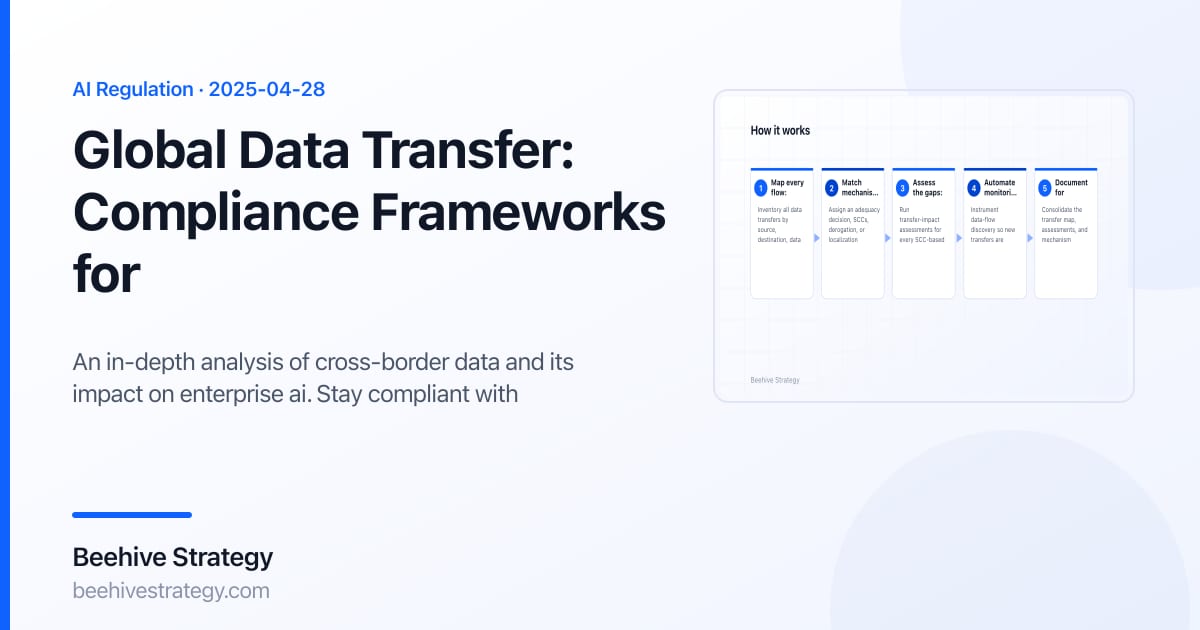 AI Regulation · 2025-04-28
Global Data Transfer:
Compliance Frameworks
for
An in-depth analysis of cross-border data and its
impact on enterprise ai. Stay compliant with
Beehive Strategy
beehivestrategy.com
How it works
1
Map every
flow:
Inventory all data
transfers by
source,
destination, data
2
Match
mechanis...
Assign an adequacy
decision, SCCs,
derogation, or
localization
3
Assess
the gaps:
Run
transfer-impact
assessments for
every SCC-based
4
Automate
monitori...
Instrument
data-flow
discovery so new
transfers are
5
Document
for
Consolidate the
transfer map,
assessments, and
mechanism
Beehive Strategy